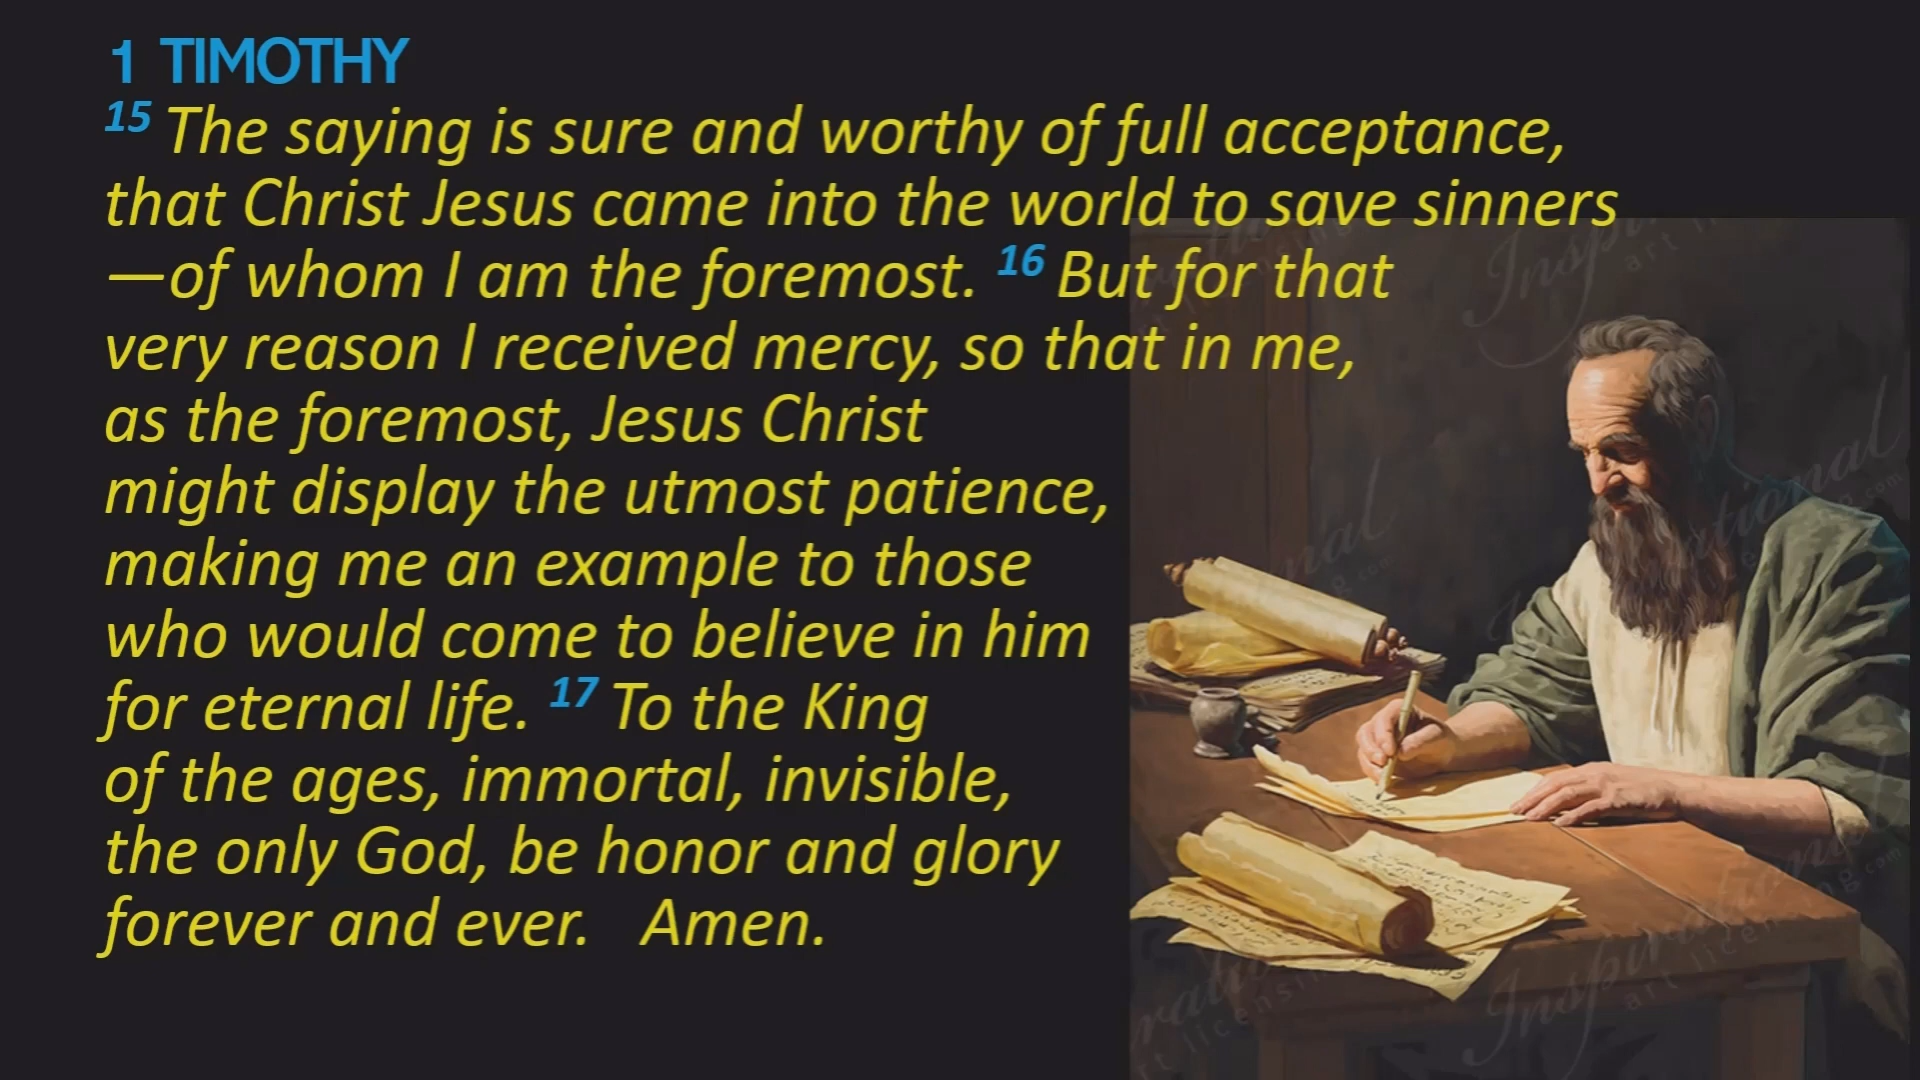 1 TIMOTHY
15 The saying is sure and worthy of full acceptance,
that Christ Jesus came into the world to save sinners
—of whom I am the foremost. 16 But for that
very reason I received mercy, so that in me,
as the foremost, Jesus Christ
might display the utmost patience,
making me an example to those
who would come to believe in him
for eternal life. 17 To the King
of the ages, immortal, invisible,
the only God, be honor and glory
forever and ever. Amen.
Inspirational
art licensing.com